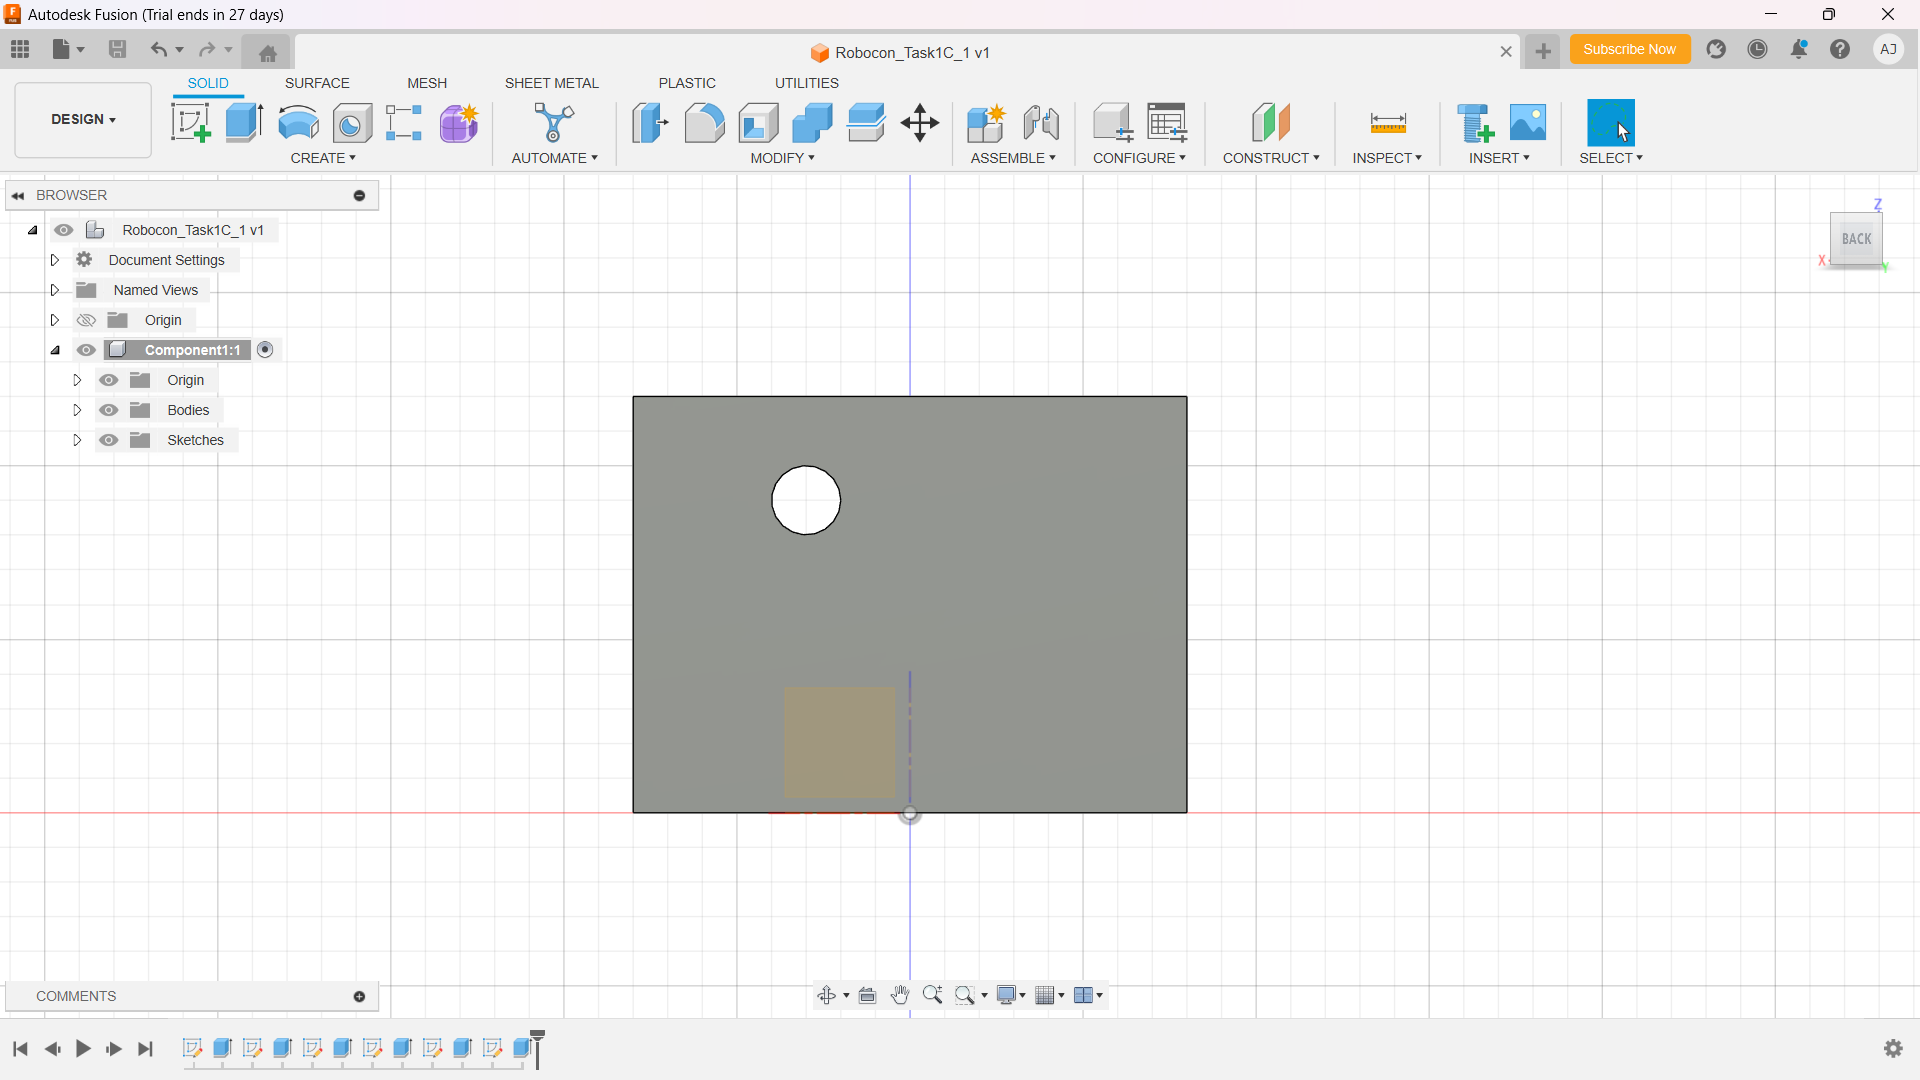 Autodesk Fusion (Trial ends in 27 days)
Robocon_Task1C_1 v1
Subscribe Now
AJ
SOLID
SURFACE
MESH
SHEET METAL
PLASTIC
UTILITIES
DESIGN
CREATE
AUTOMATE
MODIFY
ASSEMBLE
CONFIGURE
CONSTRUCT
INSPECT
INSERT
SELECT
BROWSER
Robocon_Task1C_1 v1
Document Settings
Named Views
Origin
Component1:1
Origin
Bodies
Sketches
Z
BACK
X
Y
COMMENTS